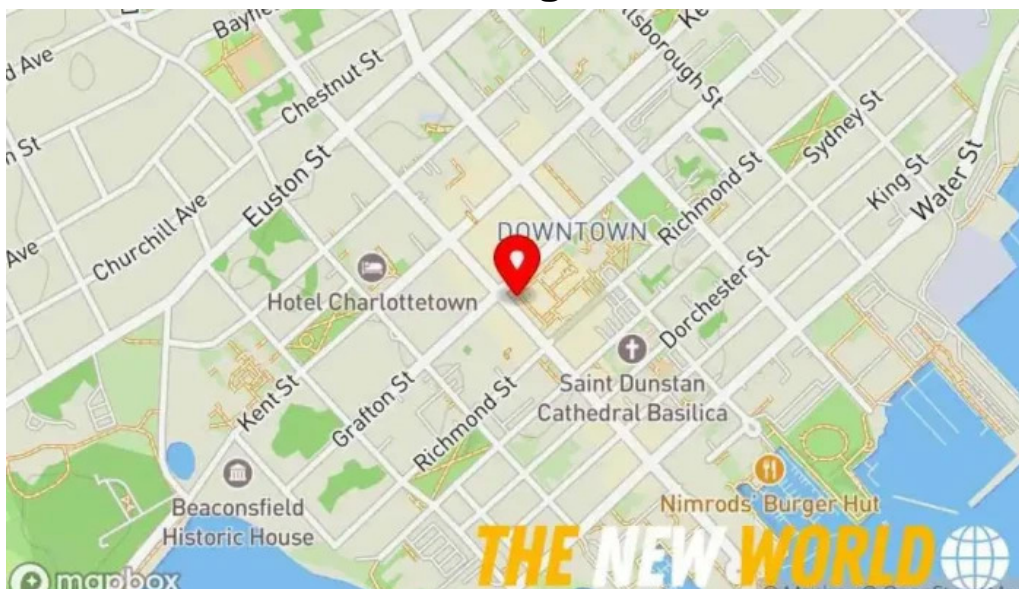 Bayfi
lsborough St
Ke
d Ave
Chestnut St
n St
Euston St
Sydney St
King St
Water St
Churchill Ave
Ave
DOWNTOWN
Richmond St
Hotel Charlottetown
Dorchester St
Saint Dunstan
Cathedral Basilica
Kent St
Grafton St
Richmond St
Beaconsfield
Historic House
Nimrods' Burger Hut
THE NEW WORLD
mapbox